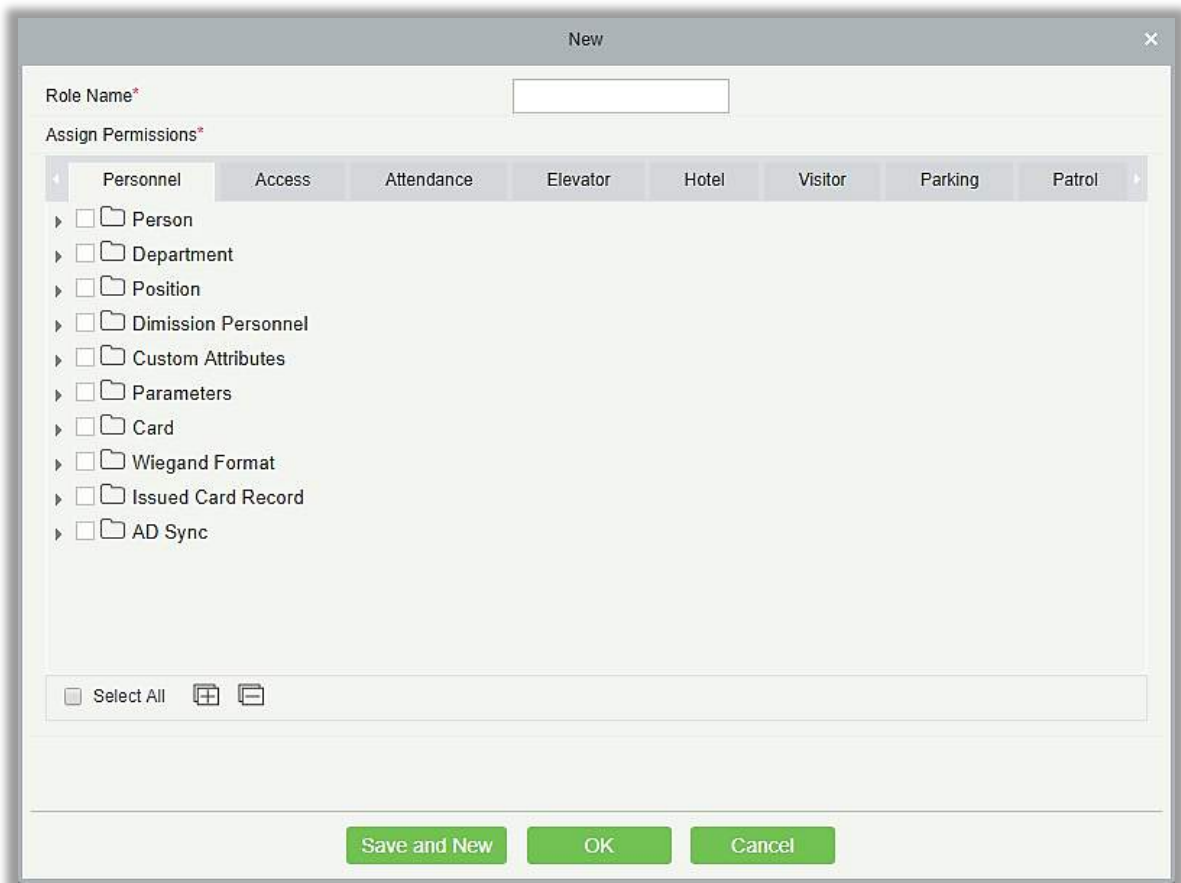 New
Role Name*
Assign Permissions*
Personnel Access Attendance Elevator Hotel Visitor Parking Patrol
Person
Department
Position
Dimission Personnel
Custom Attributes
Parameters
Card
Wiegand Format
Issued Card Record
AD Sync
Select All
Save and New OK Cancel